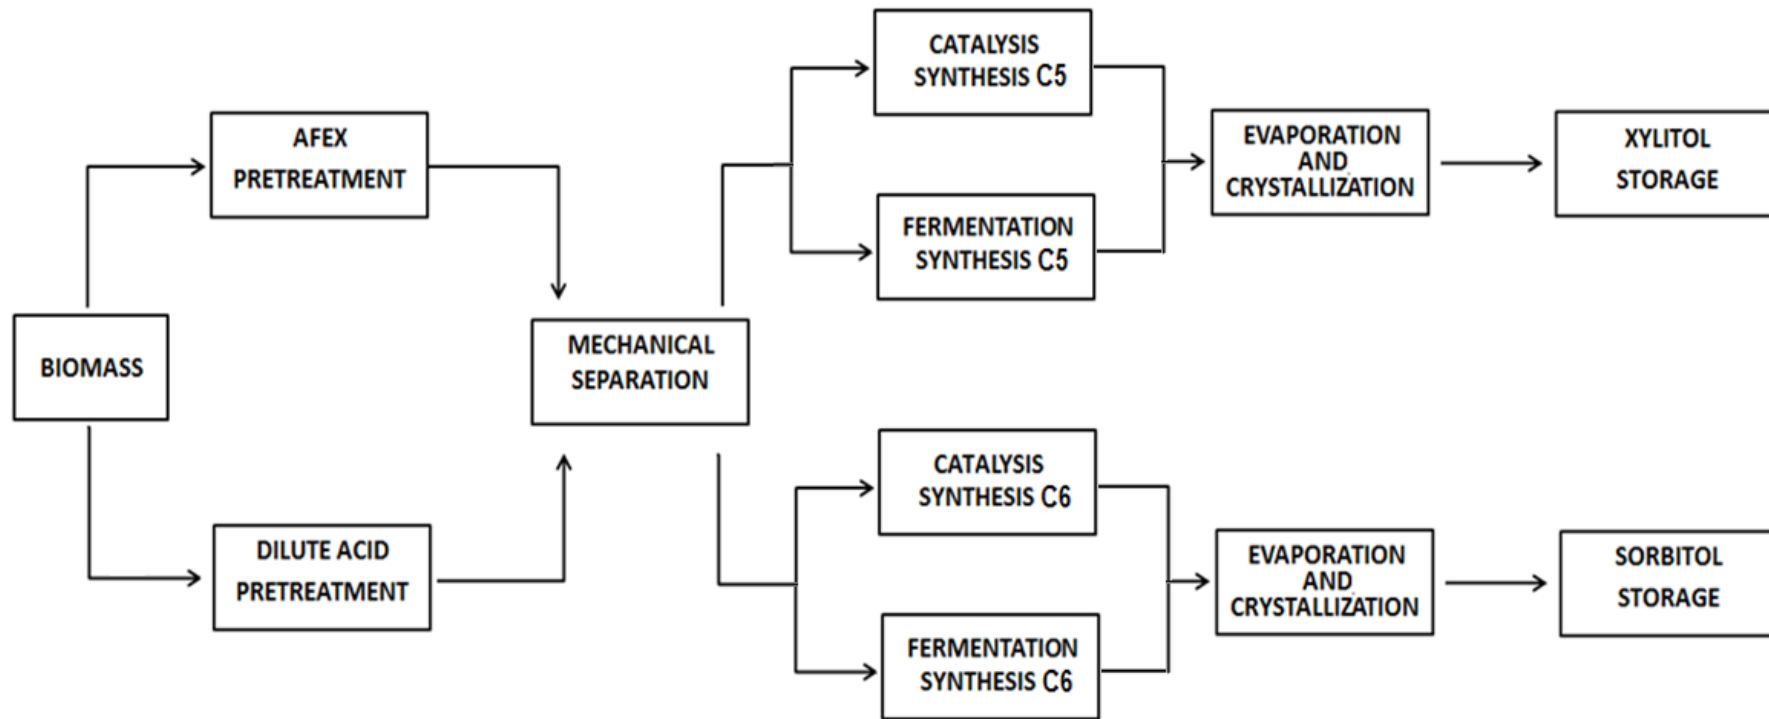 BIOMASS
AFEX
PRETREATMENT
DILUTE ACID
PRETREATMENT
MECHANICAL
SEPARATION
CATALYSIS
SYNTHESIS C5
FERMENTATION
SYNTHESIS C5
EVAPORATION
AND
CRYSTALLIZATION
XYLITOL
STORAGE
CATALYSIS
SYNTHESIS C6
FERMENTATION
SYNTHESIS C6
EVAPORATION
AND
CRYSTALLIZATION
SORBITOL
STORAGE